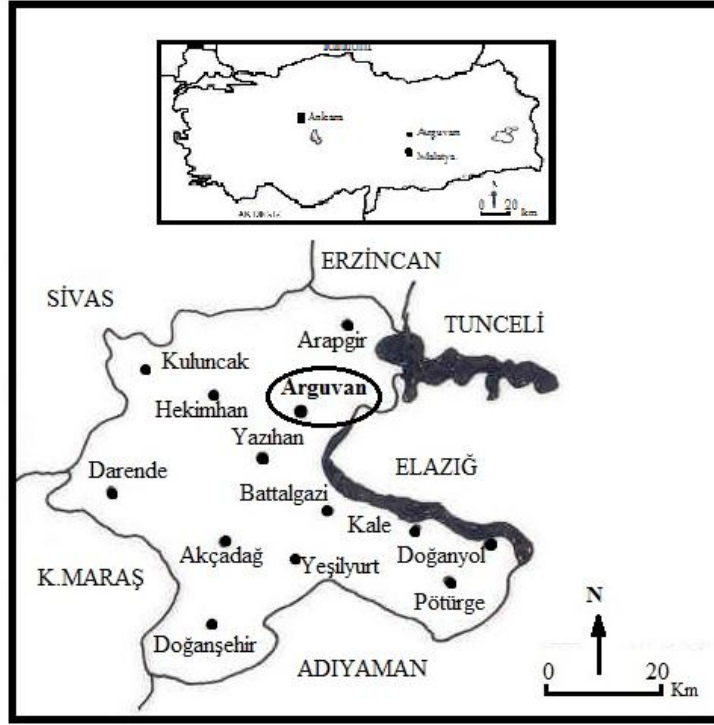 Ankara
Arguvan
Malatya
N
0 20
km
ERZİNCAN
SİVAS
TUNCELİ
Arapgir
Kuluncak
Arguvan
Hekimhan
Yazıhan
Darende
ELAZIĞ
Battalgazi
Kale
Akçadağ
Doğanyol
K.MARAŞ
Yeşilyurt
Pötürge
N
Doğanşehir
ADIYAMAN
0 20
Km